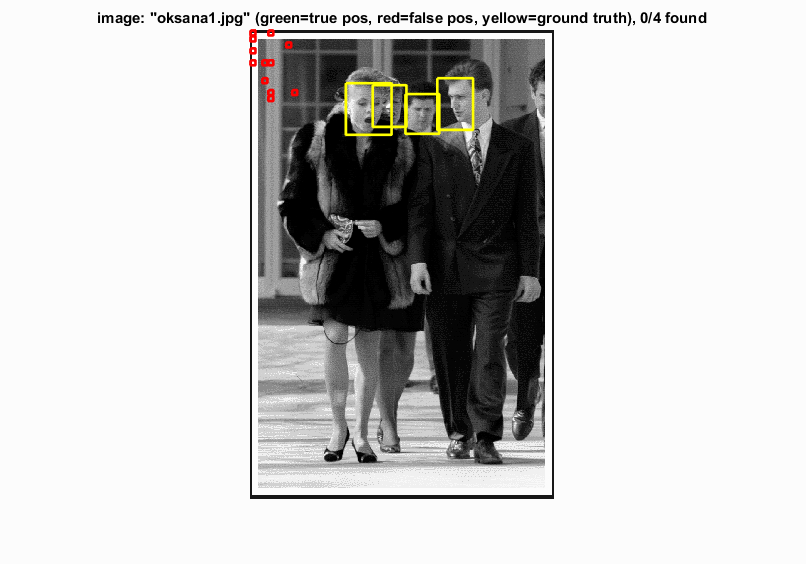 image: "oksana1.jpg" (green=true pos, red=false pos, yellow=ground truth), 0/4 found